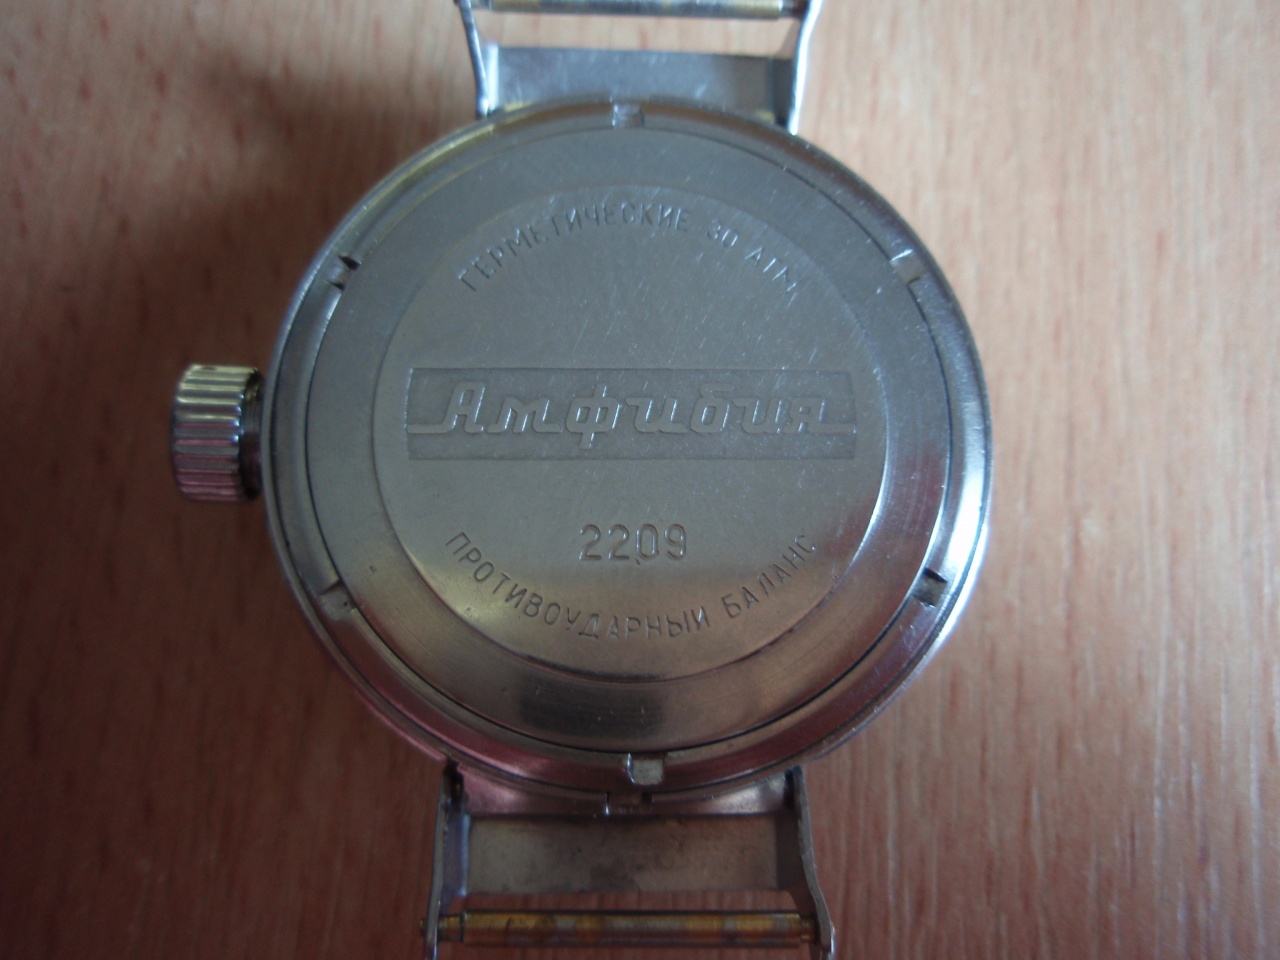 ГЕРМЕТИЧЕСКИЕ 30 АТМ
Амфибия
2209
ПРОТИВОУДАРНЫЙ БАЛАНС